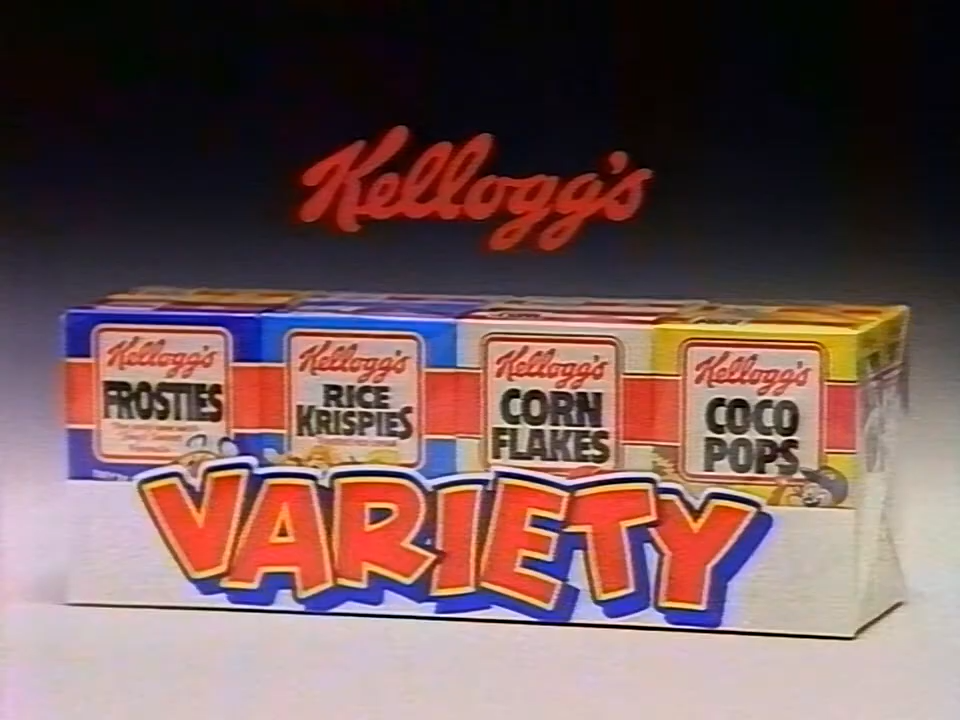 Kellogg's
Kellogg's
FROSTIES
Kellogg's
RICE
KRISPIES
Kellogg's
CORN
FLAKES
Kellogg's
COCO
POPS
VARIETY